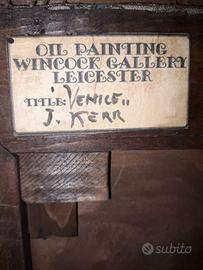 OIL PAINTING
WINCOCK GALLERY
LEICESTER
TITLE: "VENICE"
J. KERR
subito